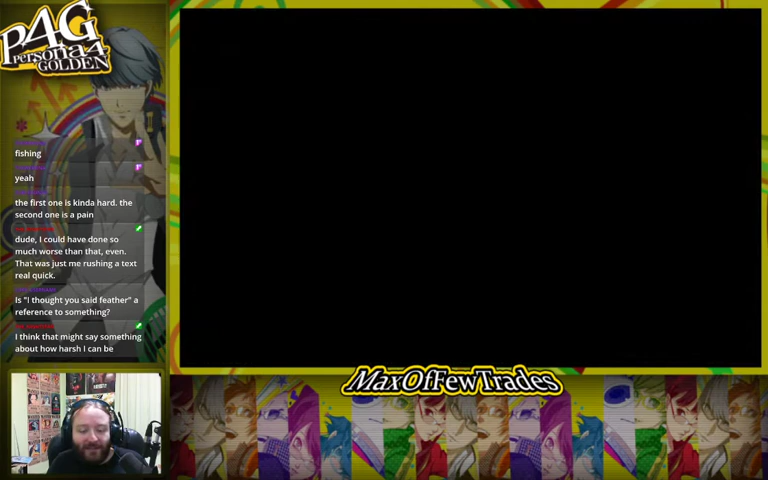 P4G
Persona4
GOLDEN
fishing
yeah
the first one is kinda hard. the
second one is a pain
dude, I could have done so
much worse than that, even.
That was just me rushing a text
real quick.
Is "I thought you said feather" a
reference to something?
I think that might say something
about how harsh I can be
MaxOfFewTrades